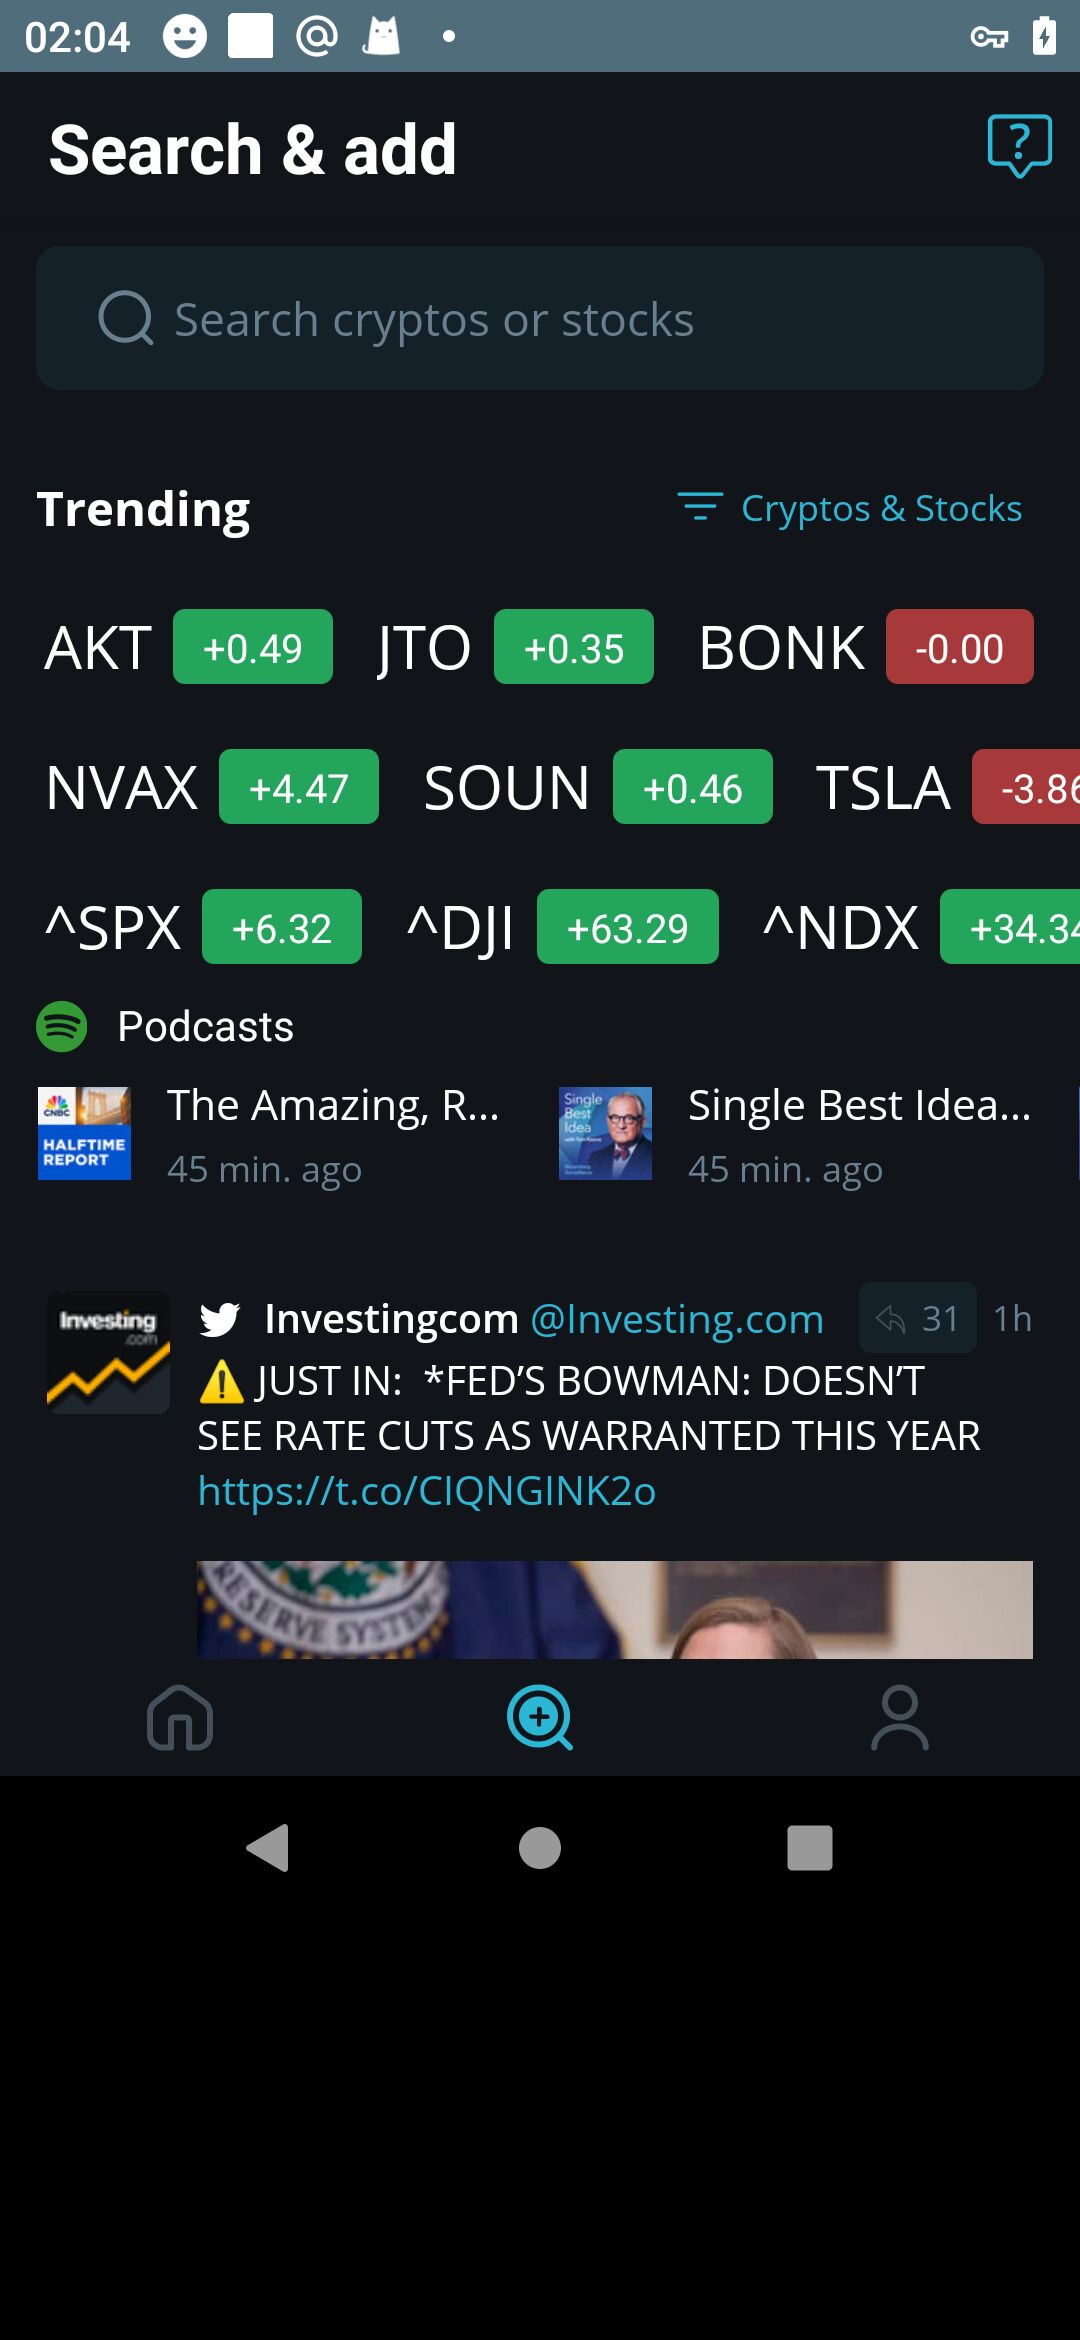 02:04
Search & add
?
Search cryptos or stocks
Trending
Cryptos & Stocks
AKT +0.49 JTO +0.35 BONK -0.00
NVAX +4.47 SOUN +0.46 TSLA -3.86
^SPX +6.32 ^DJI +63.29 ^NDX +34.34
Podcasts
CNBC
HALFTIME
REPORT
The Amazing, R...
45 min. ago
Single
Best
Idea
Single Best Idea...
45 min. ago
Investing
.com
Investingcom @Investing.com 31 1h
⚠️ JUST IN: *FED’S BOWMAN: DOESN’T
SEE RATE CUTS AS WARRANTED THIS YEAR
https://t.co/CIQNGINK2o
RESERVE SYSTEM